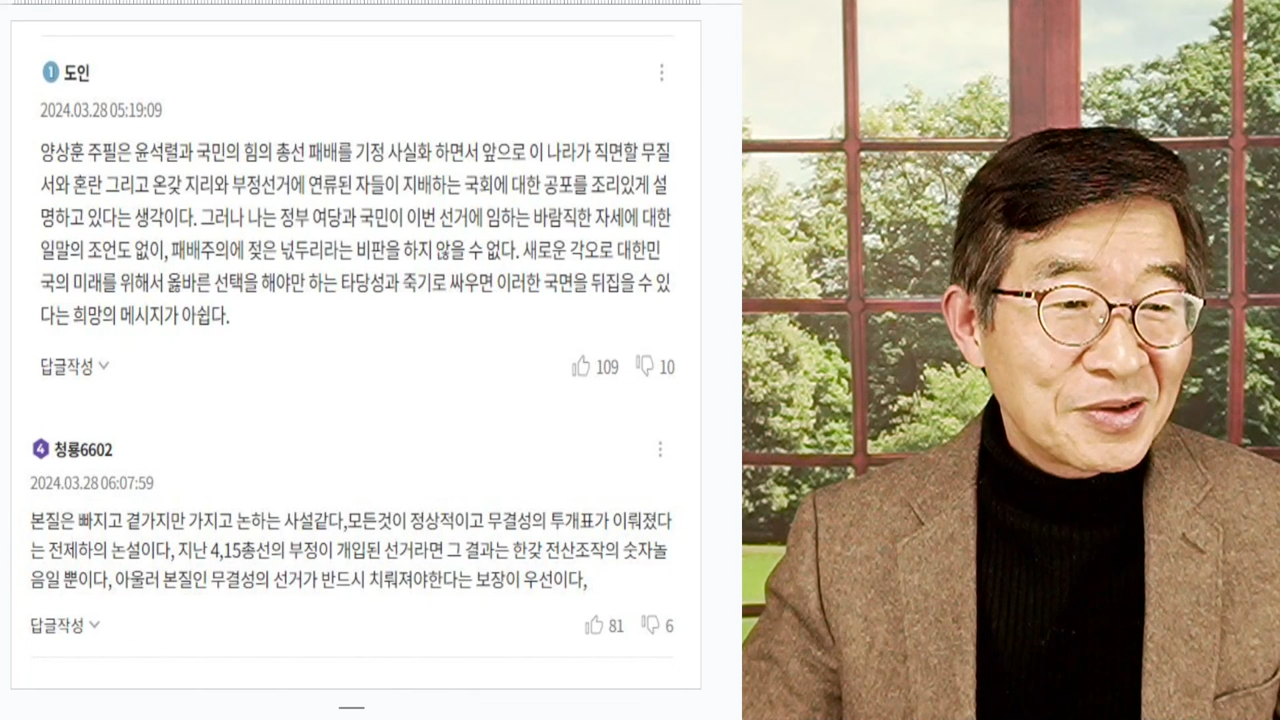 1 도인
2024.03.28 05:19:09
양상훈 주필은 윤석렬과 국민의 힘의 총선 패배를 기정 사실화 하면서 앞으로 이 나라가 직면할 무질
서와 혼란 그리고 온갖 지리와 부정선거에 연류된 자들이 지배하는 국회에 대한 공포를 조리있게 설
명하고 있다는 생각이다. 그러나 나는 정부 여당과 국민이 이번 선거에 임하는 바람직한 자세에 대한
일말의 조언도 없이, 패배주의에 젖은 넋두리라는 비판을 하지 않을 수 없다. 새로운 각오로 대한민
국의 미래를 위해서 옳바른 선택을 해야만 하는 타당성과 죽기로 싸우면 이러한 국면을 뒤집을 수 있
다는 희망의 메시지가 아쉽다.
답글작성 109 10
4 청룡6602
2024.03.28 06:07:59
본질은 빠지고 곁가지만 가지고 논하는 사설같다,모든것이 정상적이고 무결성의 투개표가 이뤄졌다
는 전제하의 논설이다, 지난 4,15총선의 부정이 개입된 선거라면 그 결과는 한갖 전산조작의 숫자놀
음일 뿐이다, 아울러 본질인 무결성의 선거가 반드시 치뤄져야한다는 보장이 우선이다,
답글작성 81 6